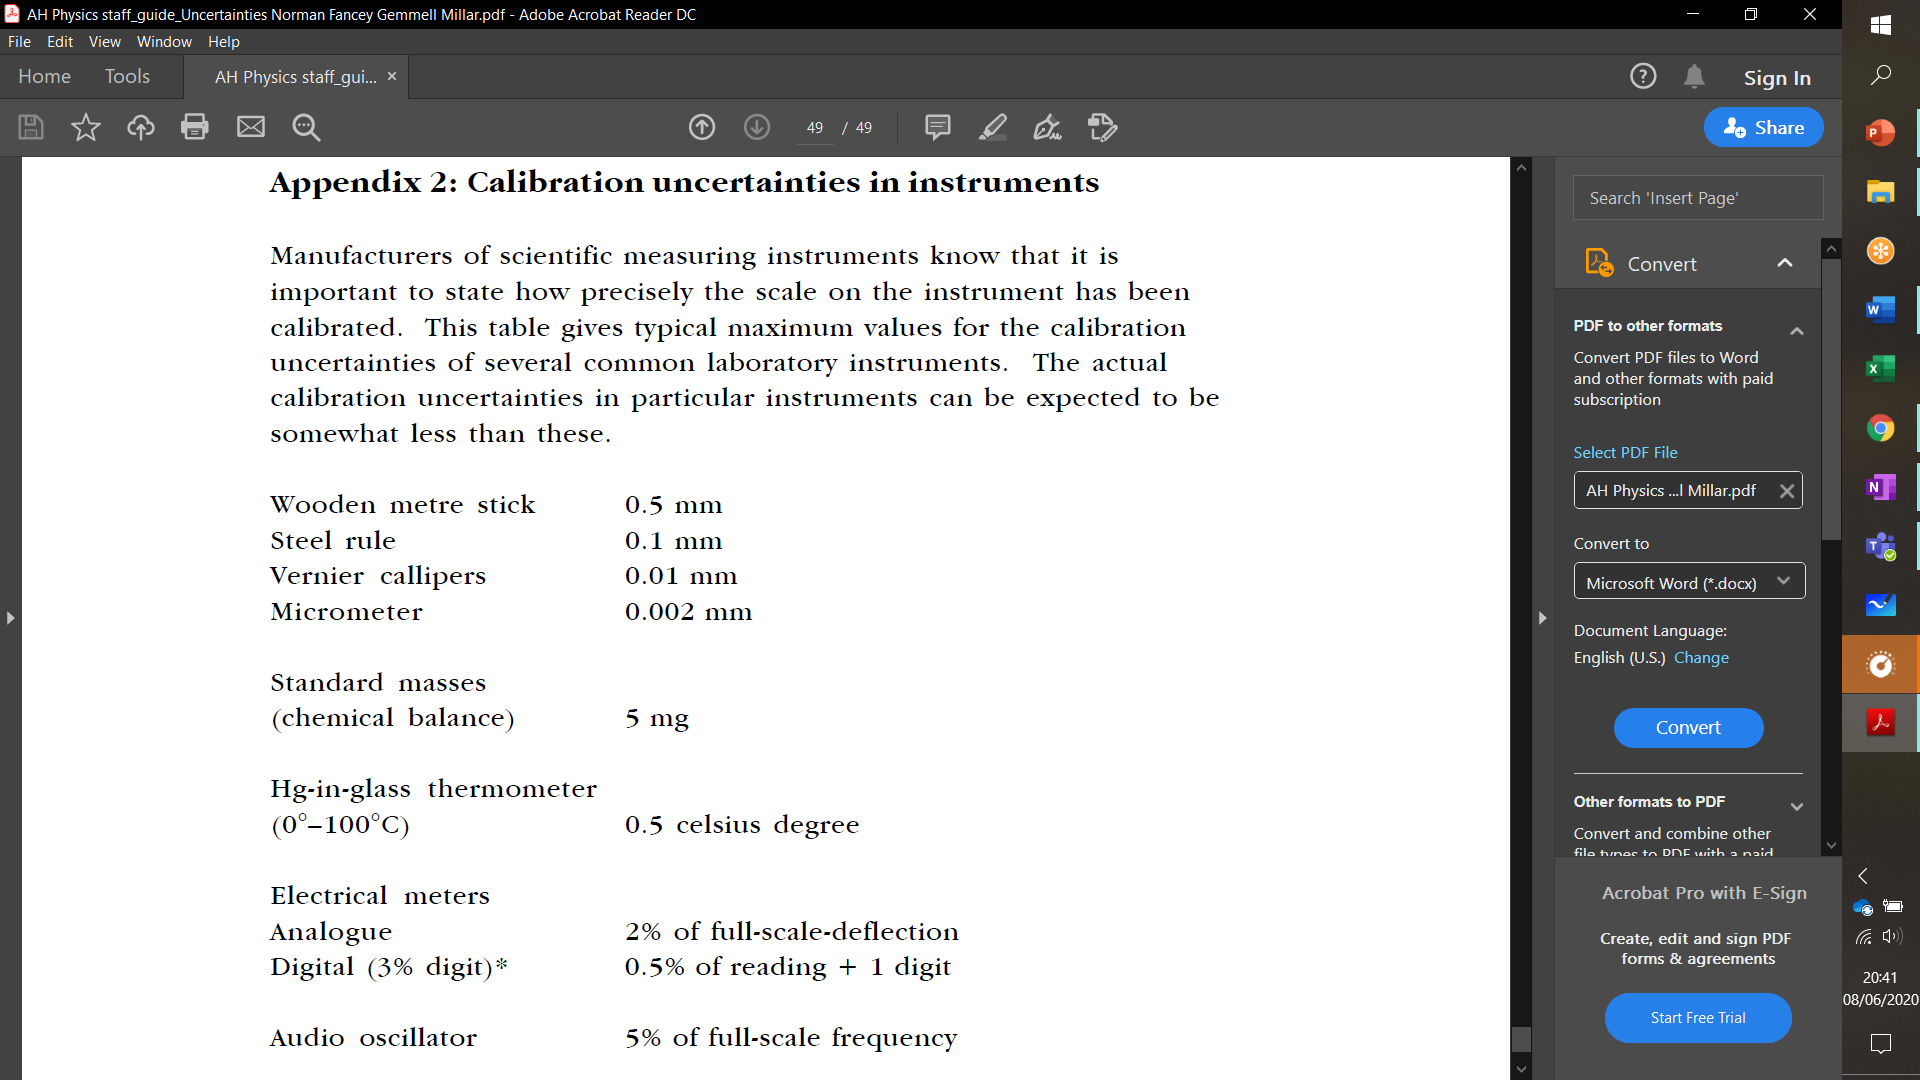 AH Physics staff_guide_Uncertainties Norman Fancey Gemmell Millar.pdf - Adobe Acrobat Reader DC
File Edit View Window Help
Home Tools AH Physics staff_gui... ×
Sign In
49 / 49
Share
Appendix 2: Calibration uncertainties in instruments
Manufacturers of scientific measuring instruments know that it is
important to state how precisely the scale on the instrument has been
calibrated. This table gives typical maximum values for the calibration
uncertainties of several common laboratory instruments. The actual
calibration uncertainties in particular instruments can be expected to be
somewhat less than these.
Wooden metre stick 0.5 mm
Steel rule 0.1 mm
Vernier callipers 0.01 mm
Micrometer 0.002 mm
Standard masses
(chemical balance) 5 mg
Hg-in-glass thermometer
(0°–100°C) 0.5 celsius degree
Electrical meters
Analogue 2% of full-scale-deflection
Digital (3% digit)* 0.5% of reading + 1 digit
Audio oscillator 5% of full-scale frequency
Search 'Insert Page'
Convert
PDF to other formats
Convert PDF files to Word
and other formats with paid
subscription
Select PDF File
AH Physics ...l Millar.pdf
Convert to
Microsoft Word (*.docx)
Document Language:
English (U.S.) Change
Convert
Other formats to PDF
Convert and combine other
file types to PDF with a paid
Acrobat Pro with E-Sign
Create, edit and sign PDF
forms & agreements
Start Free Trial
20:41
08/06/2020